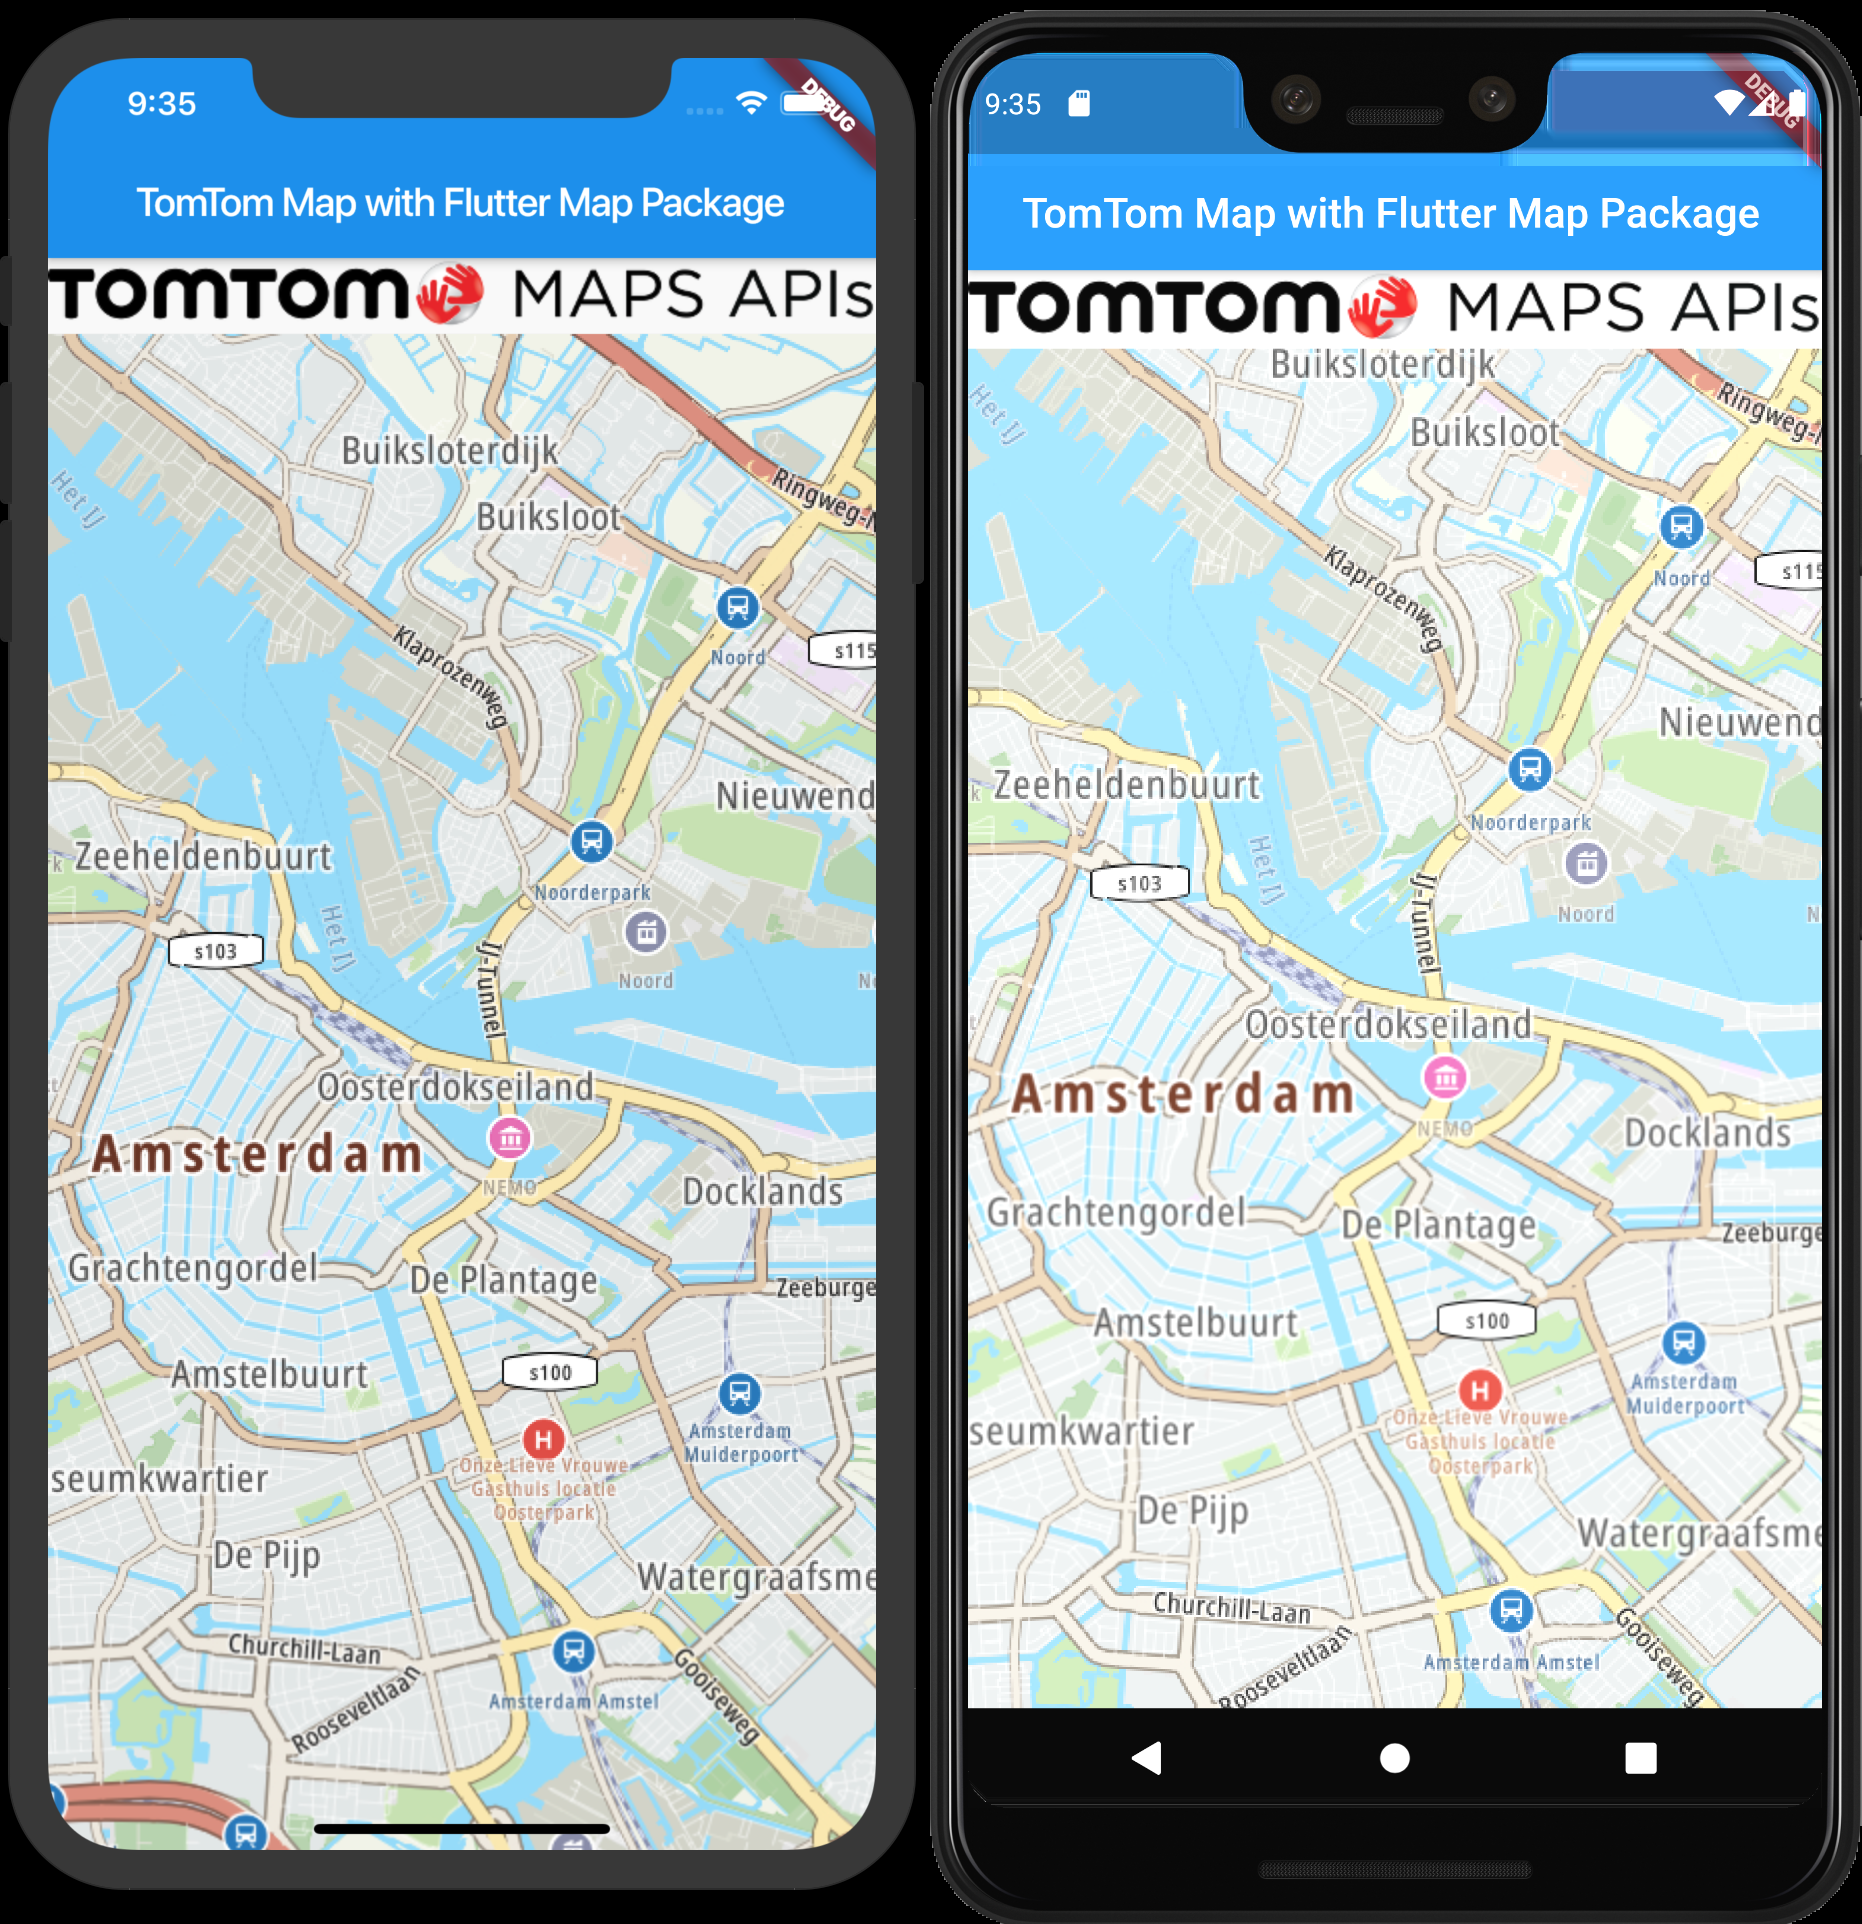 9:35
DEBUG
TomTom Map with Flutter Map Package
TOMTOM MAPS APIs
Buiksloterdijk
Het IJ
Ringweg-N
Buiksloot
Klaprozenweg
Noord
s115
Nieuwend
Zeeheldenbuurt
Noorderpark
Het IJ
s103
IJ-Tunnel
Noord
Oosterdokseiland
Amsterdam
NEMO
Docklands
Grachtengordel
De Plantage
Zeeburge
Amstelbuurt
s100
Amsterdam
Muiderpoort
Onze Lieve Vrouwe
Gasthuis locatie
Oosterpark
seumkwartier
De Pijp
Watergraafsme
Churchill-Laan
Rooseveltlaan
Amsterdam Amstel
Gooiseweg
9:35
DEBUG
TomTom Map with Flutter Map Package
TOMTOM MAPS APIs
Buiksloterdijk
Het IJ
Ringweg-
Buiksloot
Klaprozenweg
Noord
s115
Nieuwend
Zeeheldenbuurt
Noorderpark
Het IJ
s103
IJ-Tunnel
Noord
Oosterdokseiland
Amsterdam
NEMO
Docklands
Grachtengordel
De Plantage
Zeeburge
Amstelbuurt
s100
Amsterdam
Muiderpoort
Onze Lieve Vrouwe
Gasthuis locatie
Oosterpark
seumkwartier
De Pijp
Watergraafsme
Churchill-Laan
Rooseveltlaan
Amsterdam Amstel
Gooiseweg